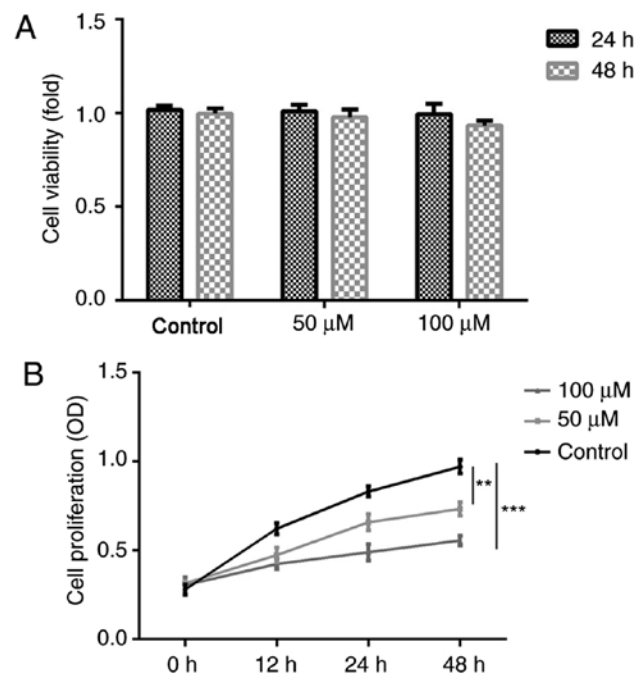 A
1.5
1.0
0.5
0.0
Cell viability (fold)
24 h
48 h
Control 50 μM 100 μM
B
1.5
1.0
0.5
0.0
Cell proliferation (OD)
100 μM
50 μM
Control
**
***
0 h 12 h 24 h 48 h